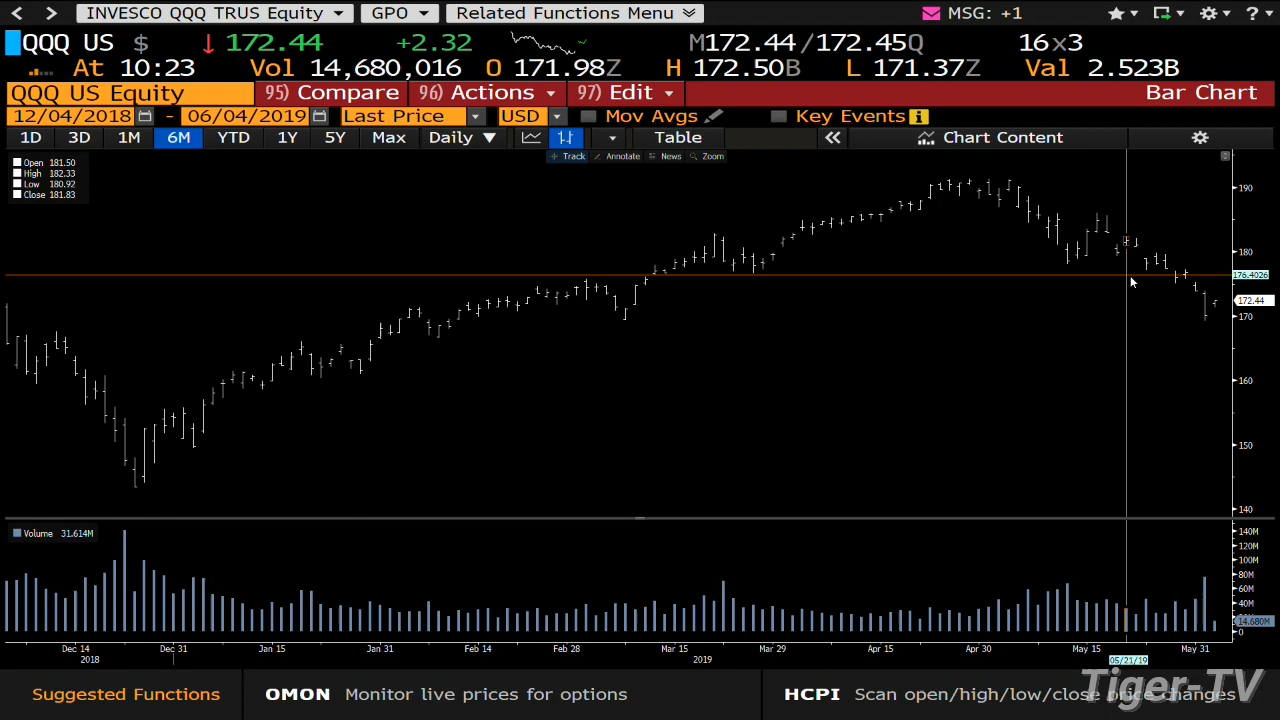 INVESCO QQQ TRUS Equity GPO Related Functions Menu MSG: +1 ?
QQQ US $ ↓ 172.44 +2.32 M172.44/172.45Q 16x3
At 10:23 Vol 14,680,016 O 171.98Z H 172.50B L 171.37Z Val 2.523B
QQQ US Equity 95) Compare 96) Actions 97) Edit Bar Chart
12/04/2018 - 06/04/2019 Last Price USD Mov Avgs Key Events
1D 3D 1M 6M YTD 1Y 5Y Max Daily ▼ Table « Chart Content
Track Annotate News Zoom
Open 181.50
High 182.33
Low 180.92
Close 181.83
190
180
176.4026
172.44
170
160
150
140
Volume 31.614M
140M
120M
100M
80M
60M
40M
14.680M
0
Dec 14 Dec 31 Jan 15 Jan 31 Feb 14 Feb 28 Mar 15 Mar 29 Apr 15 Apr 30 May 15 May 31
2018 2019 05/21/19
Suggested Functions OMON Monitor live prices for options HCPI Scan open/high/low/close price changes
Tiger-TV